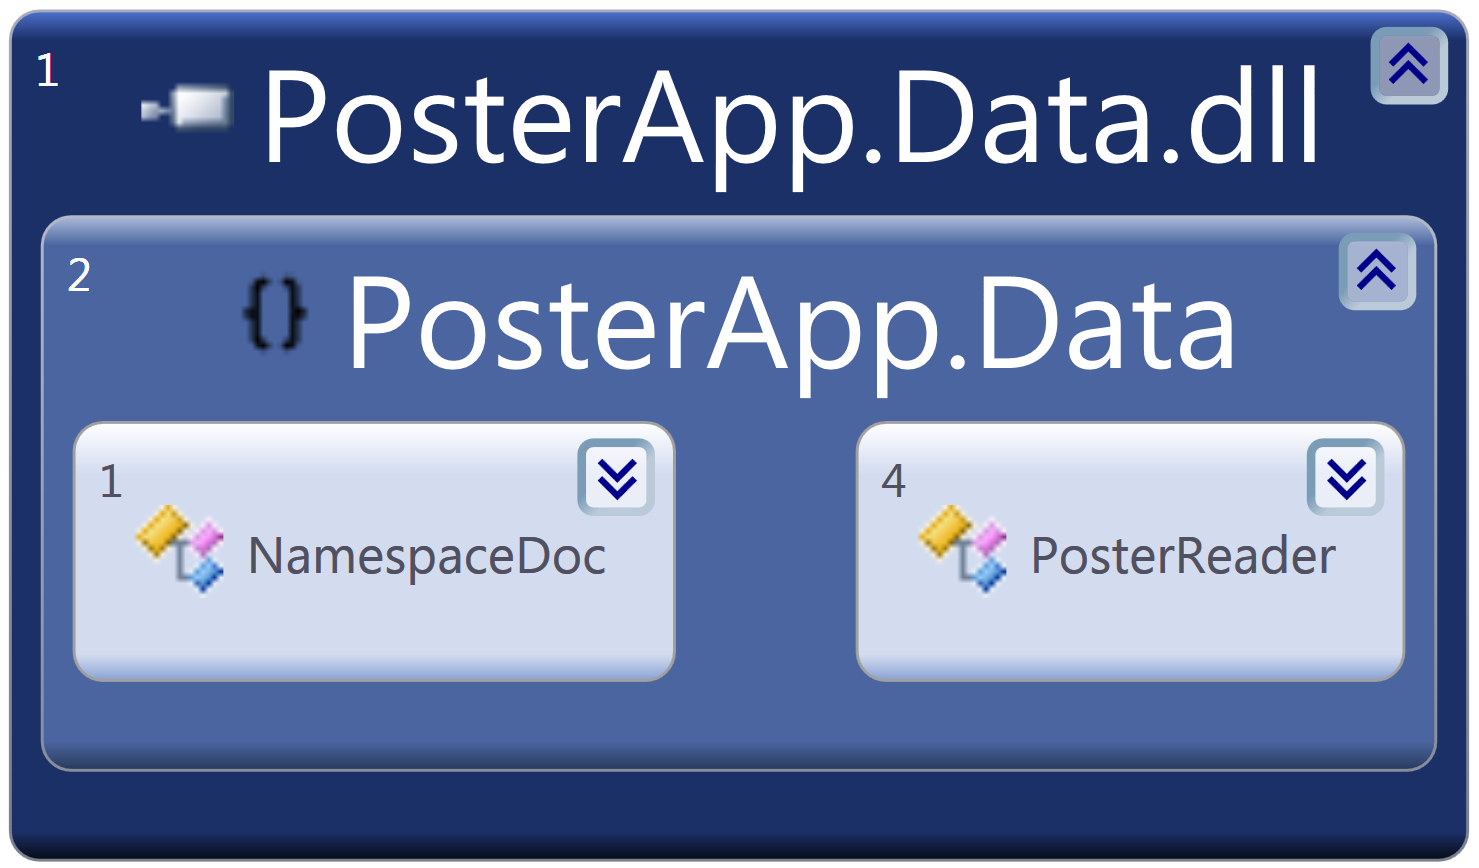 1
PosterApp.Data.dll
2
{} PosterApp.Data
1
NamespaceDoc
4
PosterReader